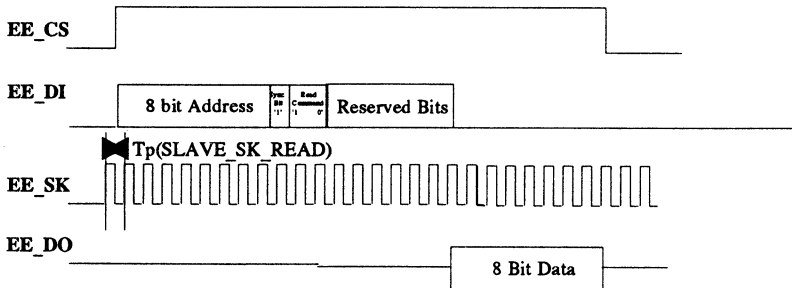 EE_CS
EE_DI
8 bit Address
Sync
Bit
'1'
Read
Command
'1 0'
Reserved Bits
Tp(SLAVE_SK_READ)
EE_SK
EE_DO
8 Bit Data